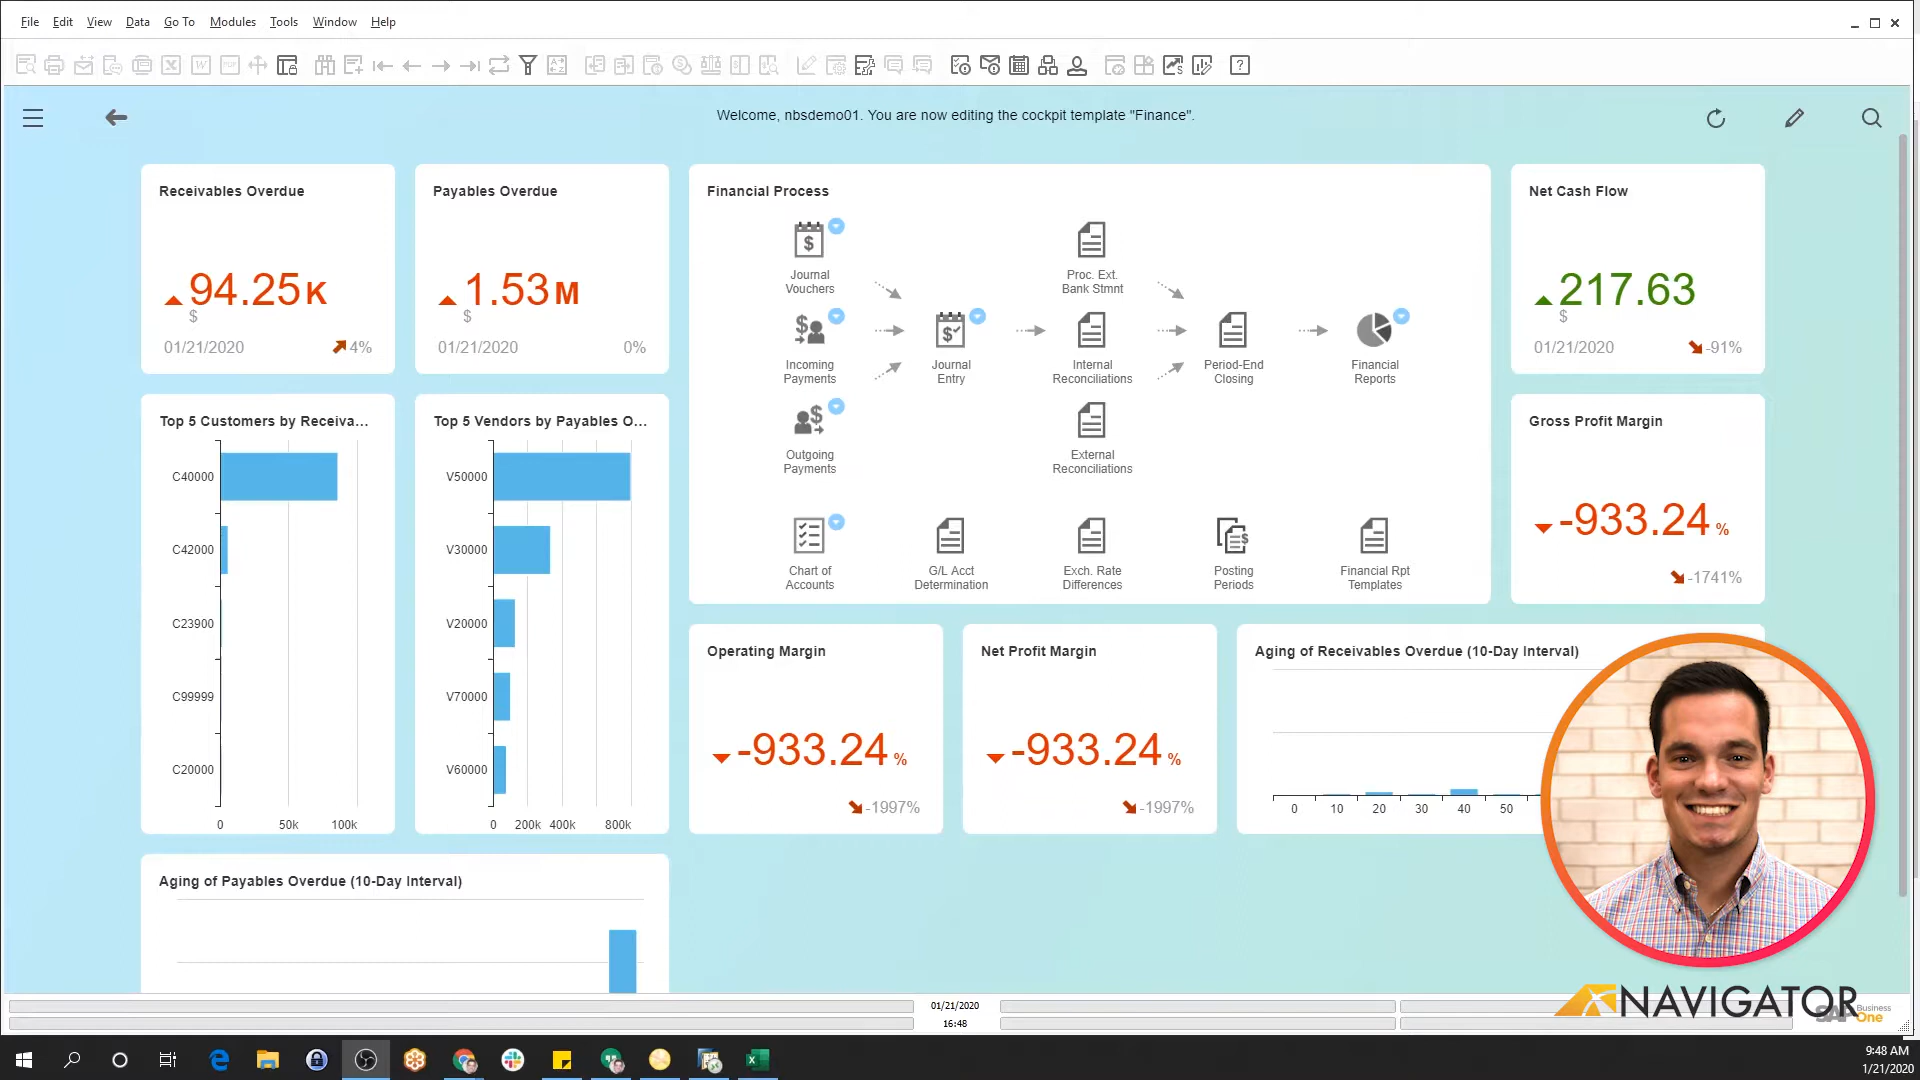 File Edit View Data Go To Modules Tools Window Help
Welcome, nbsdemo01. You are now editing the cockpit template "Finance".
Receivables Overdue
94.25K
$
01/21/2020
4%
Payables Overdue
1.53M
$
01/21/2020
0%
Financial Process
Journal
Vouchers
Proc. Ext.
Bank Stmnt
Incoming
Payments
Journal
Entry
Internal
Reconciliations
Period-End
Closing
Financial
Reports
Outgoing
Payments
External
Reconciliations
Chart of
Accounts
G/L Acct
Determination
Exch. Rate
Differences
Posting
Periods
Financial Rpt
Templates
Net Cash Flow
217.63
$
01/21/2020
-91%
Top 5 Customers by Receiva...
C40000
C42000
C23900
C99999
C20000
0 50k 100k
Top 5 Vendors by Payables O...
V50000
V30000
V20000
V70000
V60000
0 200k 400k 800k
Gross Profit Margin
-933.24 %
-1741%
Operating Margin
-933.24 %
-1997%
Net Profit Margin
-933.24 %
-1997%
Aging of Receivables Overdue (10-Day Interval)
0 10 20 30 40 50
Aging of Payables Overdue (10-Day Interval)
01/21/2020
16:48
NAVIGATOR
SAP Business
One
9:48 AM
1/21/2020